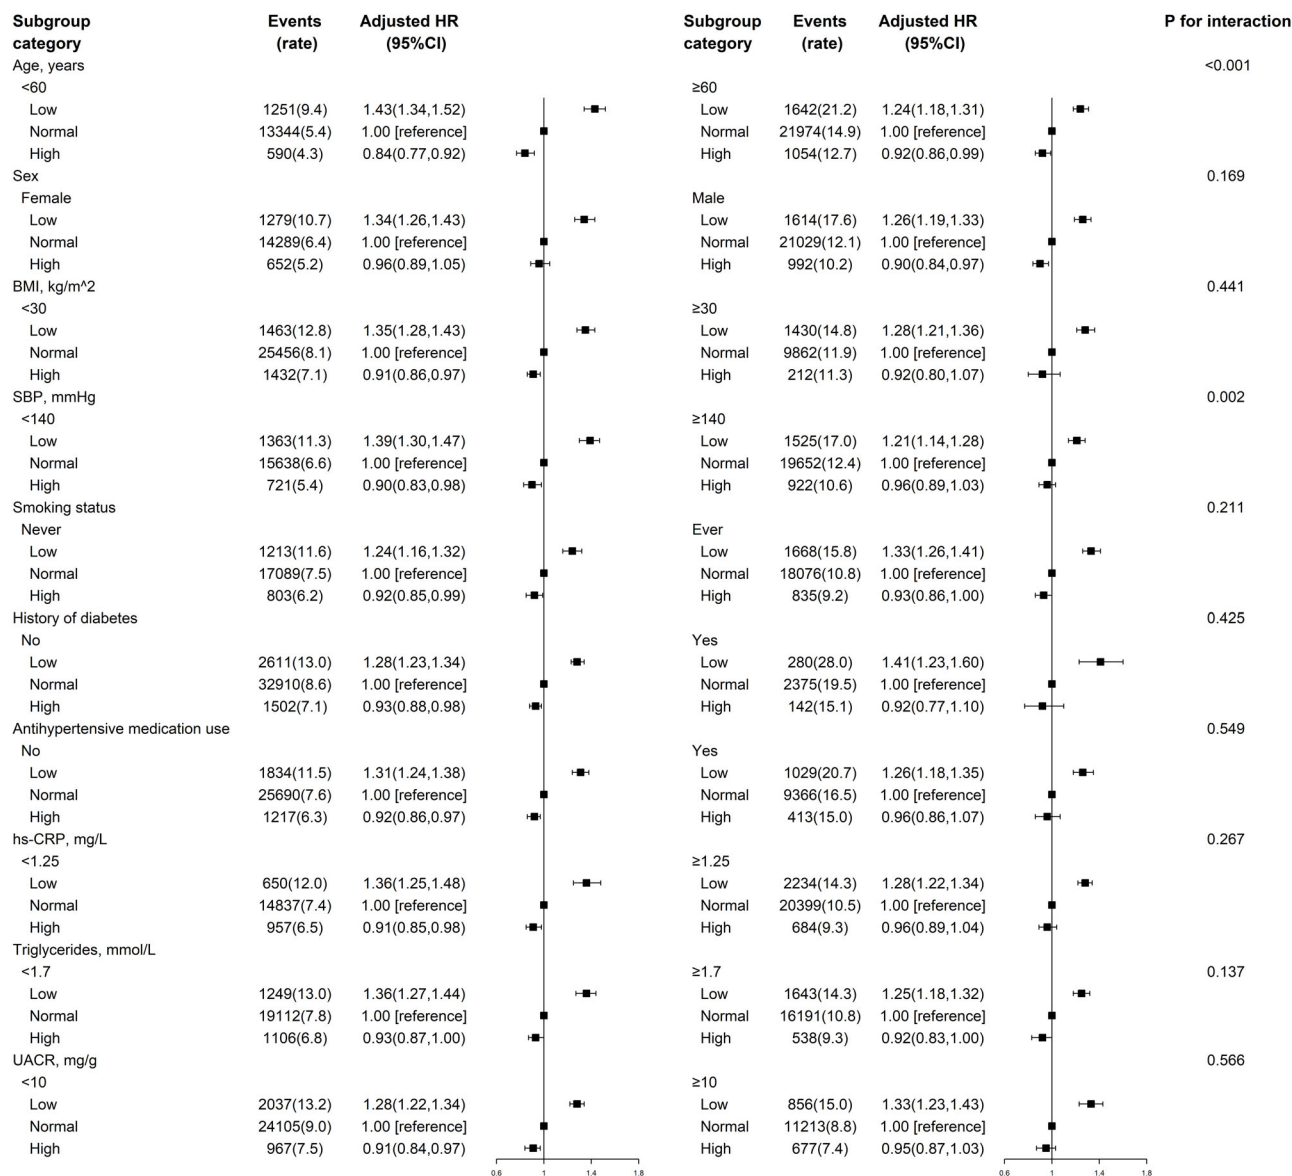 Subgroup category Events (rate) Adjusted HR (95%CI) Subgroup category Events (rate) Adjusted HR (95%CI) P for interaction
Age, years <0.001
<60 ≥60
Low 1251(9.4) 1.43(1.34,1.52) Low 1642(21.2) 1.24(1.18,1.31)
Normal 13344(5.4) 1.00 [reference] Normal 21974(14.9) 1.00 [reference]
High 590(4.3) 0.84(0.77,0.92) High 1054(12.7) 0.92(0.86,0.99)
Sex 0.169
Female Male
Low 1279(10.7) 1.34(1.26,1.43) Low 1614(17.6) 1.26(1.19,1.33)
Normal 14289(6.4) 1.00 [reference] Normal 21029(12.1) 1.00 [reference]
High 652(5.2) 0.96(0.89,1.05) High 992(10.2) 0.90(0.84,0.97)
BMI, kg/m^2 0.441
<30 ≥30
Low 1463(12.8) 1.35(1.28,1.43) Low 1430(14.8) 1.28(1.21,1.36)
Normal 25456(8.1) 1.00 [reference] Normal 9862(11.9) 1.00 [reference]
High 1432(7.1) 0.91(0.86,0.97) High 212(11.3) 0.92(0.80,1.07)
SBP, mmHg 0.002
<140 ≥140
Low 1363(11.3) 1.39(1.30,1.47) Low 1525(17.0) 1.21(1.14,1.28)
Normal 15638(6.6) 1.00 [reference] Normal 19652(12.4) 1.00 [reference]
High 721(5.4) 0.90(0.83,0.98) High 922(10.6) 0.96(0.89,1.03)
Smoking status 0.211
Never Ever
Low 1213(11.6) 1.24(1.16,1.32) Low 1668(15.8) 1.33(1.26,1.41)
Normal 17089(7.5) 1.00 [reference] Normal 18076(10.8) 1.00 [reference]
High 803(6.2) 0.92(0.85,0.99) High 835(9.2) 0.93(0.86,1.00)
History of diabetes 0.425
No Yes
Low 2611(13.0) 1.28(1.23,1.34) Low 280(28.0) 1.41(1.23,1.60)
Normal 32910(8.6) 1.00 [reference] Normal 2375(19.5) 1.00 [reference]
High 1502(7.1) 0.93(0.88,0.98) High 142(15.1) 0.92(0.77,1.10)
Antihypertensive medication use 0.549
No Yes
Low 1834(11.5) 1.31(1.24,1.38) Low 1029(20.7) 1.26(1.18,1.35)
Normal 25690(7.6) 1.00 [reference] Normal 9366(16.5) 1.00 [reference]
High 1217(6.3) 0.92(0.86,0.97) High 413(15.0) 0.96(0.86,1.07)
hs-CRP, mg/L 0.267
<1.25 ≥1.25
Low 650(12.0) 1.36(1.25,1.48) Low 2234(14.3) 1.28(1.22,1.34)
Normal 14837(7.4) 1.00 [reference] Normal 20399(10.5) 1.00 [reference]
High 957(6.5) 0.91(0.85,0.98) High 684(9.3) 0.96(0.89,1.04)
Triglycerides, mmol/L
<1.7 ≥1.7 0.137
Low 1249(13.0) 1.36(1.27,1.44) Low 1643(14.3) 1.25(1.18,1.32)
Normal 19112(7.8) 1.00 [reference] Normal 16191(10.8) 1.00 [reference]
High 1106(6.8) 0.93(0.87,1.00) High 538(9.3) 0.92(0.83,1.00)
UACR, mg/g 0.566
<10 ≥10
Low 2037(13.2) 1.28(1.22,1.34) Low 856(15.0) 1.33(1.23,1.43)
Normal 24105(9.0) 1.00 [reference] Normal 11213(8.8) 1.00 [reference]
High 967(7.5) 0.91(0.84,0.97) High 677(7.4) 0.95(0.87,1.03)
0.6 1 1.4 1.8 0.6 1 1.4 1.8